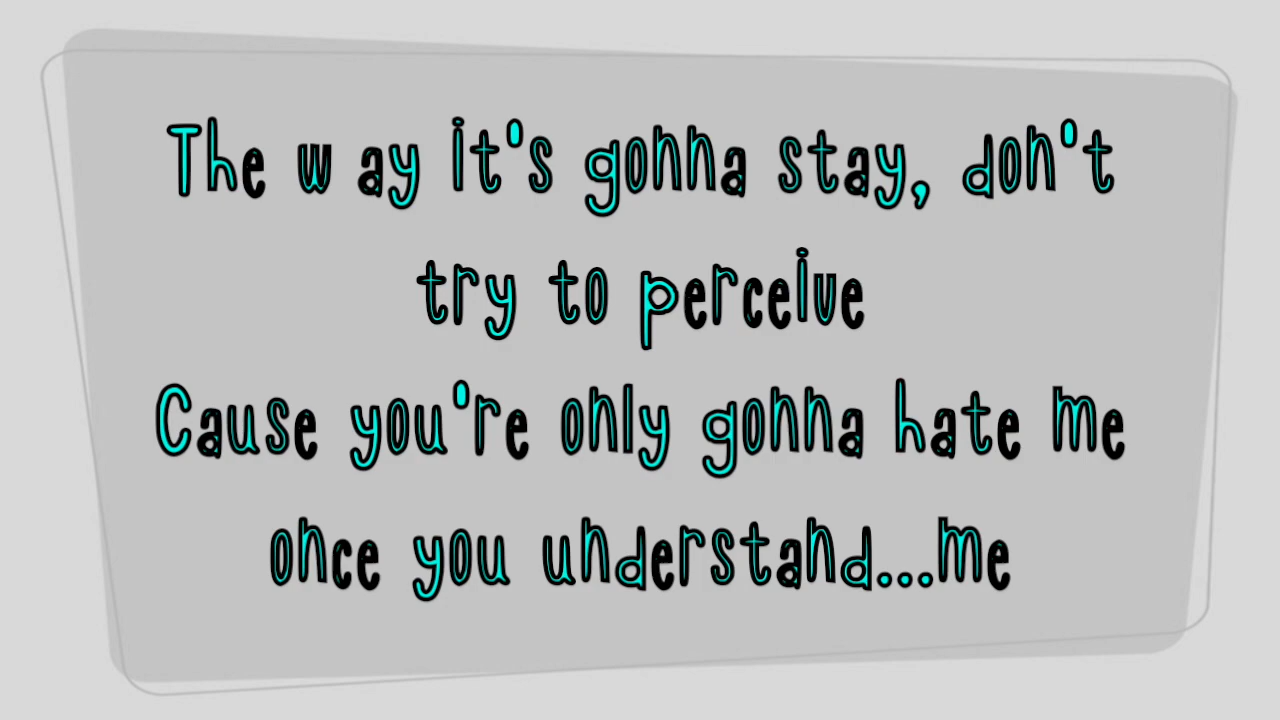 The way it's gonna stay, don't
try to perceive
Cause you're only gonna hate me
once you understand...me